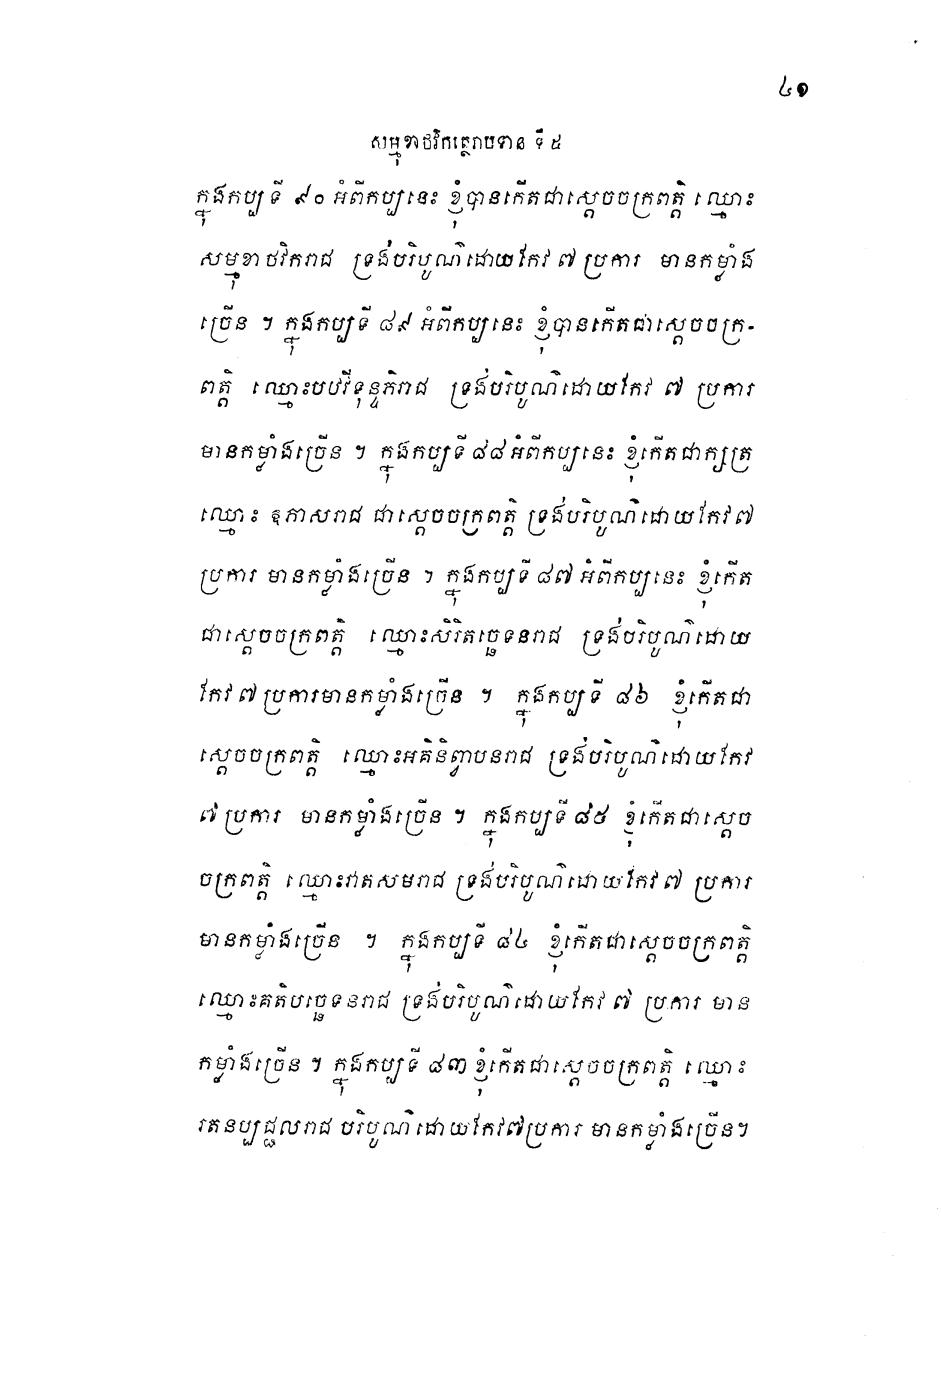 ៤១
សម្មុខាថវិកត្ថេរាបទាន ទី ៥
ក្នុងកប្បទី ៩០ អំពីកប្បនេះ ខ្ញុំបានកើតជាស្តេចចក្រពត្តិ ឈ្មោះ
សម្មុខាថវិករាជ ទ្រង់បរិបូណ៌ដោយកែវ ៧ ប្រការ មានកម្លាំង
ច្រើន ។ ក្នុងកប្បទី ៨៩ អំពីកប្បនេះ ខ្ញុំបានកើតជាស្តេចចក្រ-
ពត្តិ ឈ្មោះបឋវីទុន្ទុភិរាជ ទ្រង់បរិបូណ៌ដោយកែវ ៧ ប្រការ
មានកម្លាំងច្រើន ។ ក្នុងកប្បទី ៨៨ អំពីកប្បនេះ ខ្ញុំកើតជាក្សត្រ
ឈ្មោះ ឧភាសរាជ ជាស្តេចចក្រពត្តិ ទ្រង់បរិបូណ៌ដោយកែវ ៧
ប្រការ មានកម្លាំងច្រើន ។ ក្នុងកប្បទី ៨៧ អំពីកប្បនេះ ខ្ញុំកើត
ជាស្តេចចក្រពត្តិ ឈ្មោះសិរិតច្ឆេទនរាជ ទ្រង់បរិបូណ៌ដោយ
កែវ ៧ ប្រការមានកម្លាំងច្រើន ។ ក្នុងកប្បទី ៨៦ ខ្ញុំកើតជា
ស្តេចចក្រពត្តិ ឈ្មោះអគិនិព្វាបនរាជ ទ្រង់បរិបូណ៌ដោយកែវ
៧ ប្រការ មានកម្លាំងច្រើន ។ ក្នុងកប្បទី ៨៥ ខ្ញុំកើតជាស្តេច
ចក្រពត្តិ ឈ្មោះវាតសមរាជ ទ្រង់បរិបូណ៌ដោយកែវ ៧ ប្រការ
មានកម្លាំងច្រើន ។ ក្នុងកប្បទី ៨៤ ខ្ញុំកើតជាស្តេចចក្រពត្តិ
ឈ្មោះគតិបច្ឆេទនរាជ ទ្រង់បរិបូណ៌ដោយកែវ ៧ ប្រការ មាន
កម្លាំងច្រើន ។ ក្នុងកប្បទី ៨៣ ខ្ញុំកើតជាស្តេចចក្រពត្តិ ឈ្មោះ
រតនប្បជ្ជលរាជ បរិបូណ៌ដោយកែវ៧ប្រការ មានកម្លាំងច្រើន។